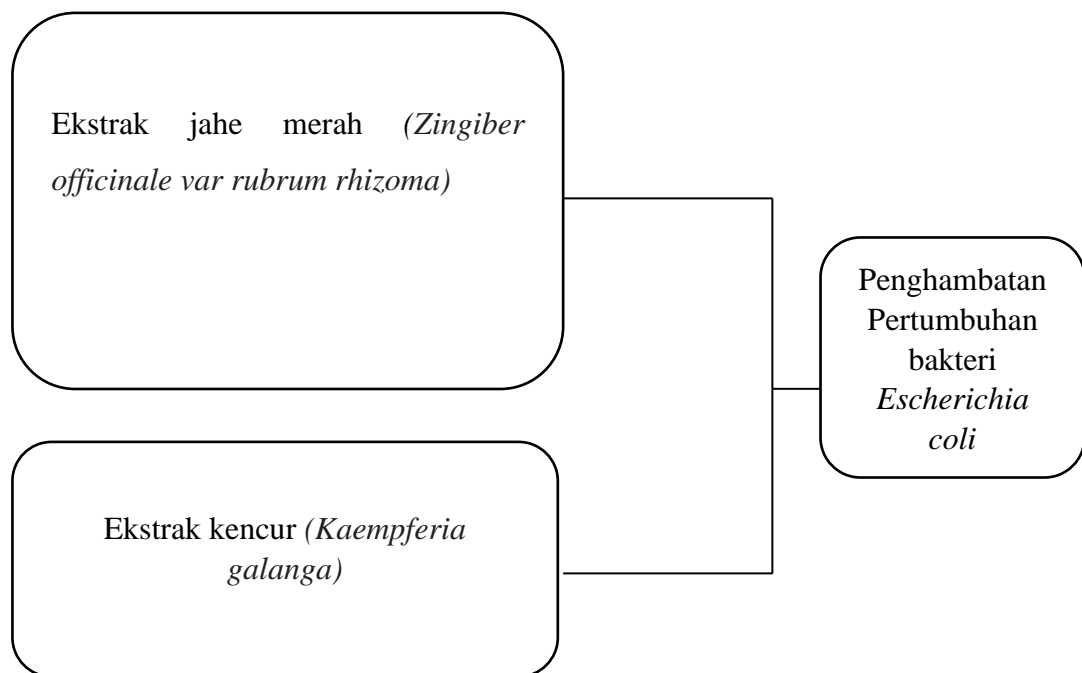 Ekstrak jahe merah (Zingiber
officinale var rubrum rhizoma)
Ekstrak kencur (Kaempferia
galanga)
Penghambatan
Pertumbuhan
bakteri
Escherichia
coli